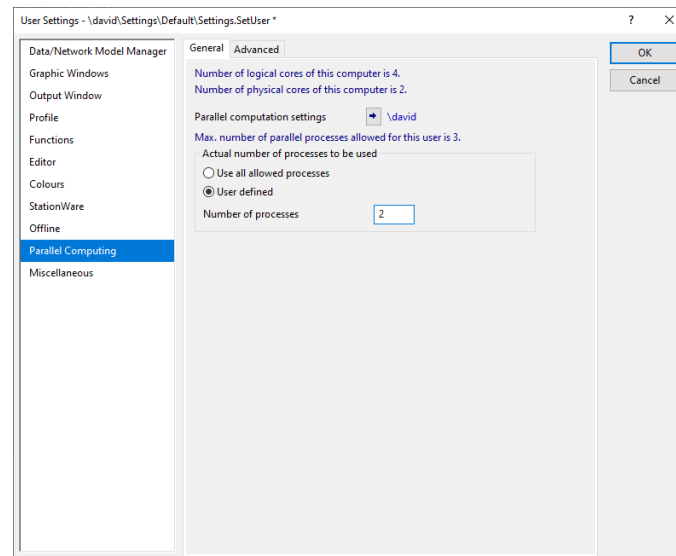 User Settings - \david\Settings\Default\Settings.SetUser *
?
Data/Network Model Manager
Graphic Windows
Output Window
Profile
Functions
Editor
Colours
StationWare
Offline
Parallel Computing
Miscellaneous
General
Advanced
Number of logical cores of this computer is 4.
Number of physical cores of this computer is 2.
Parallel computation settings \david
Max. number of parallel processes allowed for this user is 3.
Actual number of processes to be used
Use all allowed processes
User defined
Number of processes 2
OK
Cancel